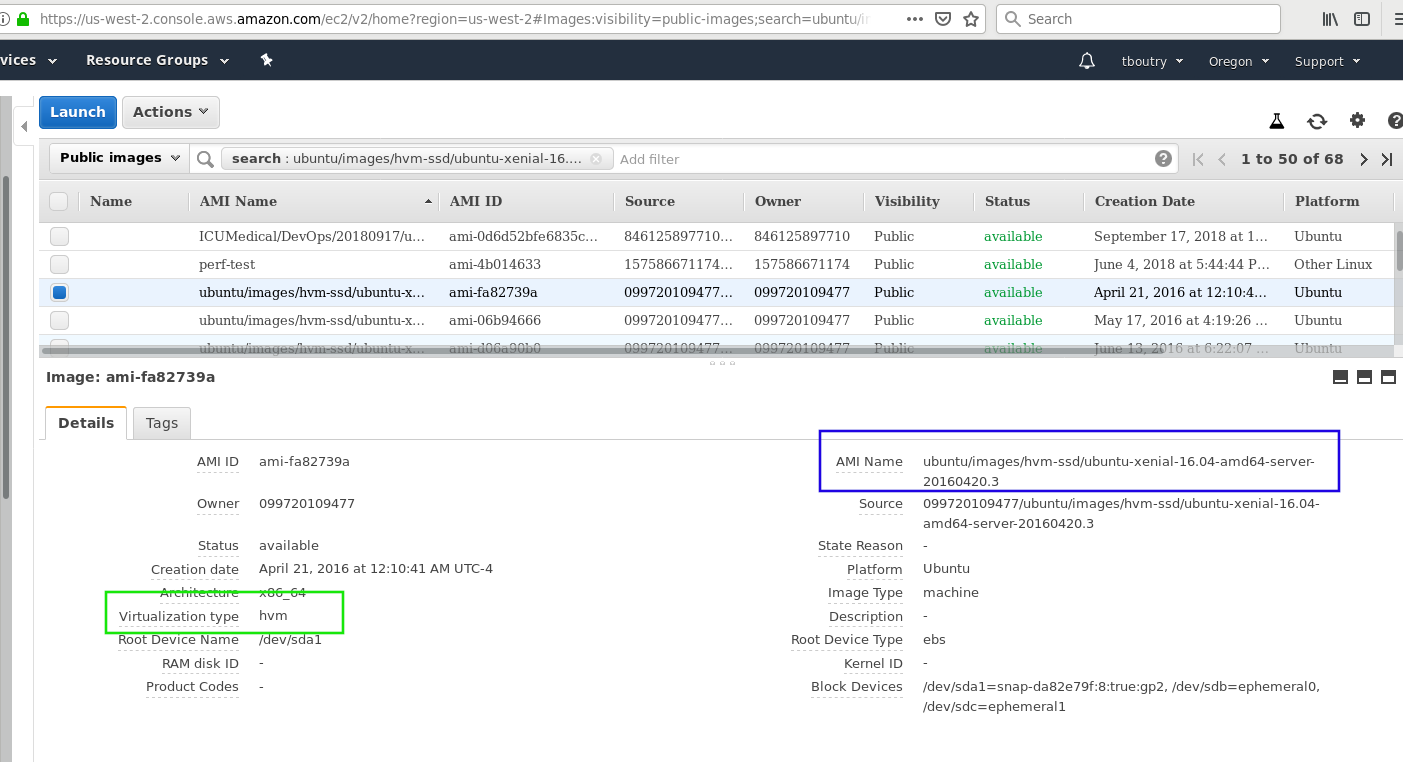 https://us-west-2.console.aws.amazon.com/ec2/v2/home?region=us-west-2#Images:visibility=public-images;search=ubuntu/i
Search
vices
Resource Groups
tboutry
Oregon
Support
Launch
Actions
Public images
search : ubuntu/images/hvm-ssd/ubuntu-xenial-16....
Add filter
1 to 50 of 68
Name AMI Name AMI ID Source Owner Visibility Status Creation Date Platform
ICUMedical/DevOps/20180917/u... ami-0d6d52bfe6835c... 846125897710... 846125897710 Public available September 17, 2018 at 1... Ubuntu
perf-test ami-4b014633 157586671174... 157586671174 Public available June 4, 2018 at 5:44:44 P... Other Linux
ubuntu/images/hvm-ssd/ubuntu-x... ami-fa82739a 099720109477... 099720109477 Public available April 21, 2016 at 12:10:4... Ubuntu
ubuntu/images/hvm-ssd/ubuntu-x... ami-06b94666 099720109477... 099720109477 Public available May 17, 2016 at 4:19:26 ... Ubuntu
ubuntu/images/hvm-ssd/ubuntu-x... ami-d06a90b0 099720109477... 099720109477 Public available June 13, 2016 at 6:22:07 ... Ubuntu
Image: ami-fa82739a
Details
Tags
AMI ID ami-fa82739a
AMI Name ubuntu/images/hvm-ssd/ubuntu-xenial-16.04-amd64-server-
20160420.3
Owner 099720109477
Source 099720109477/ubuntu/images/hvm-ssd/ubuntu-xenial-16.04-
amd64-server-20160420.3
Status available
State Reason -
Creation date April 21, 2016 at 12:10:41 AM UTC-4
Platform Ubuntu
Architecture x86_64
Image Type machine
Virtualization type hvm
Description -
Root Device Name /dev/sda1
Root Device Type ebs
RAM disk ID -
Kernel ID -
Product Codes -
Block Devices /dev/sda1=snap-da82e79f:8:true:gp2, /dev/sdb=ephemeral0,
/dev/sdc=ephemeral1